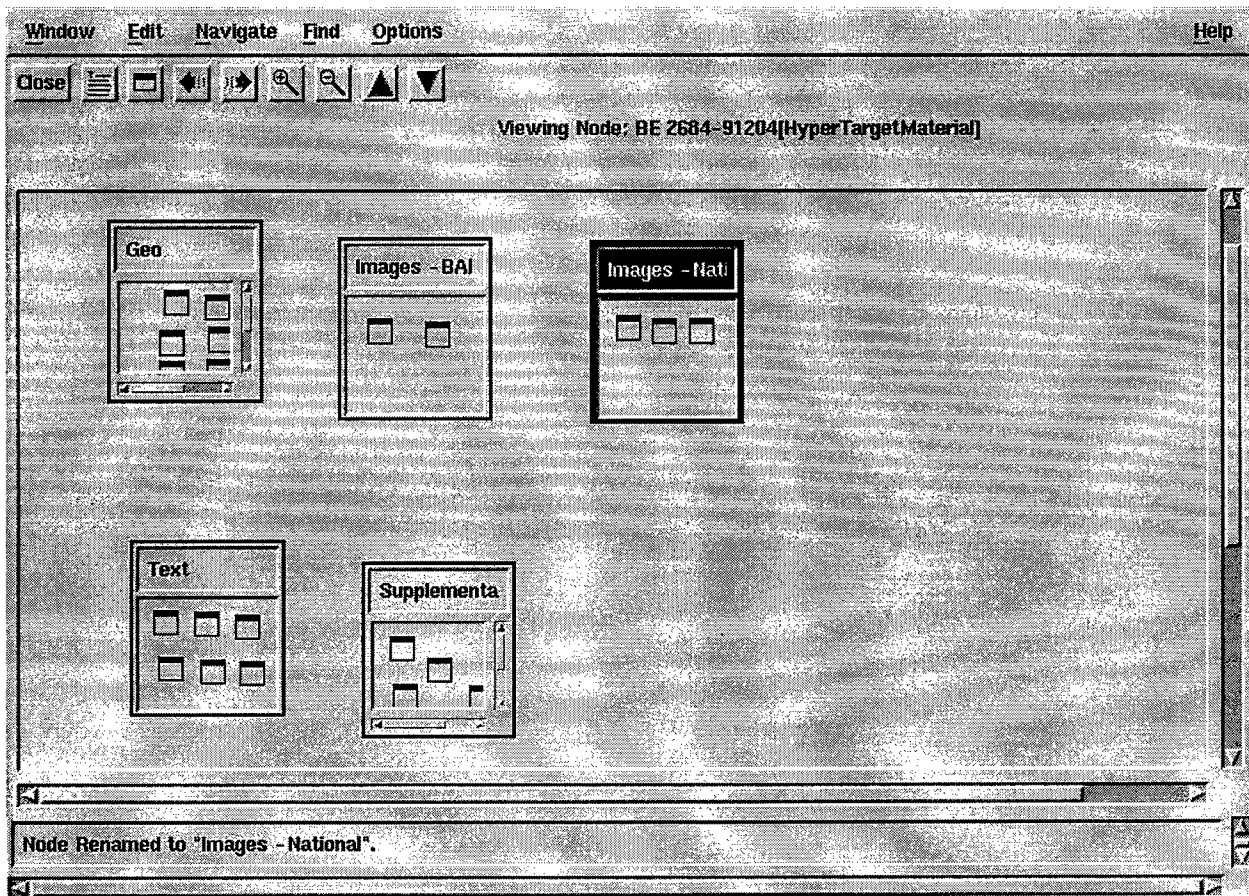 Window Edit Navigate Find Options Help
Close
Viewing Node: BE 2684-91204[HyperTargetMaterial]
Geo
Images -BAI
Images -Nati
Text
Supplementa
Node Renamed to "Images -National".